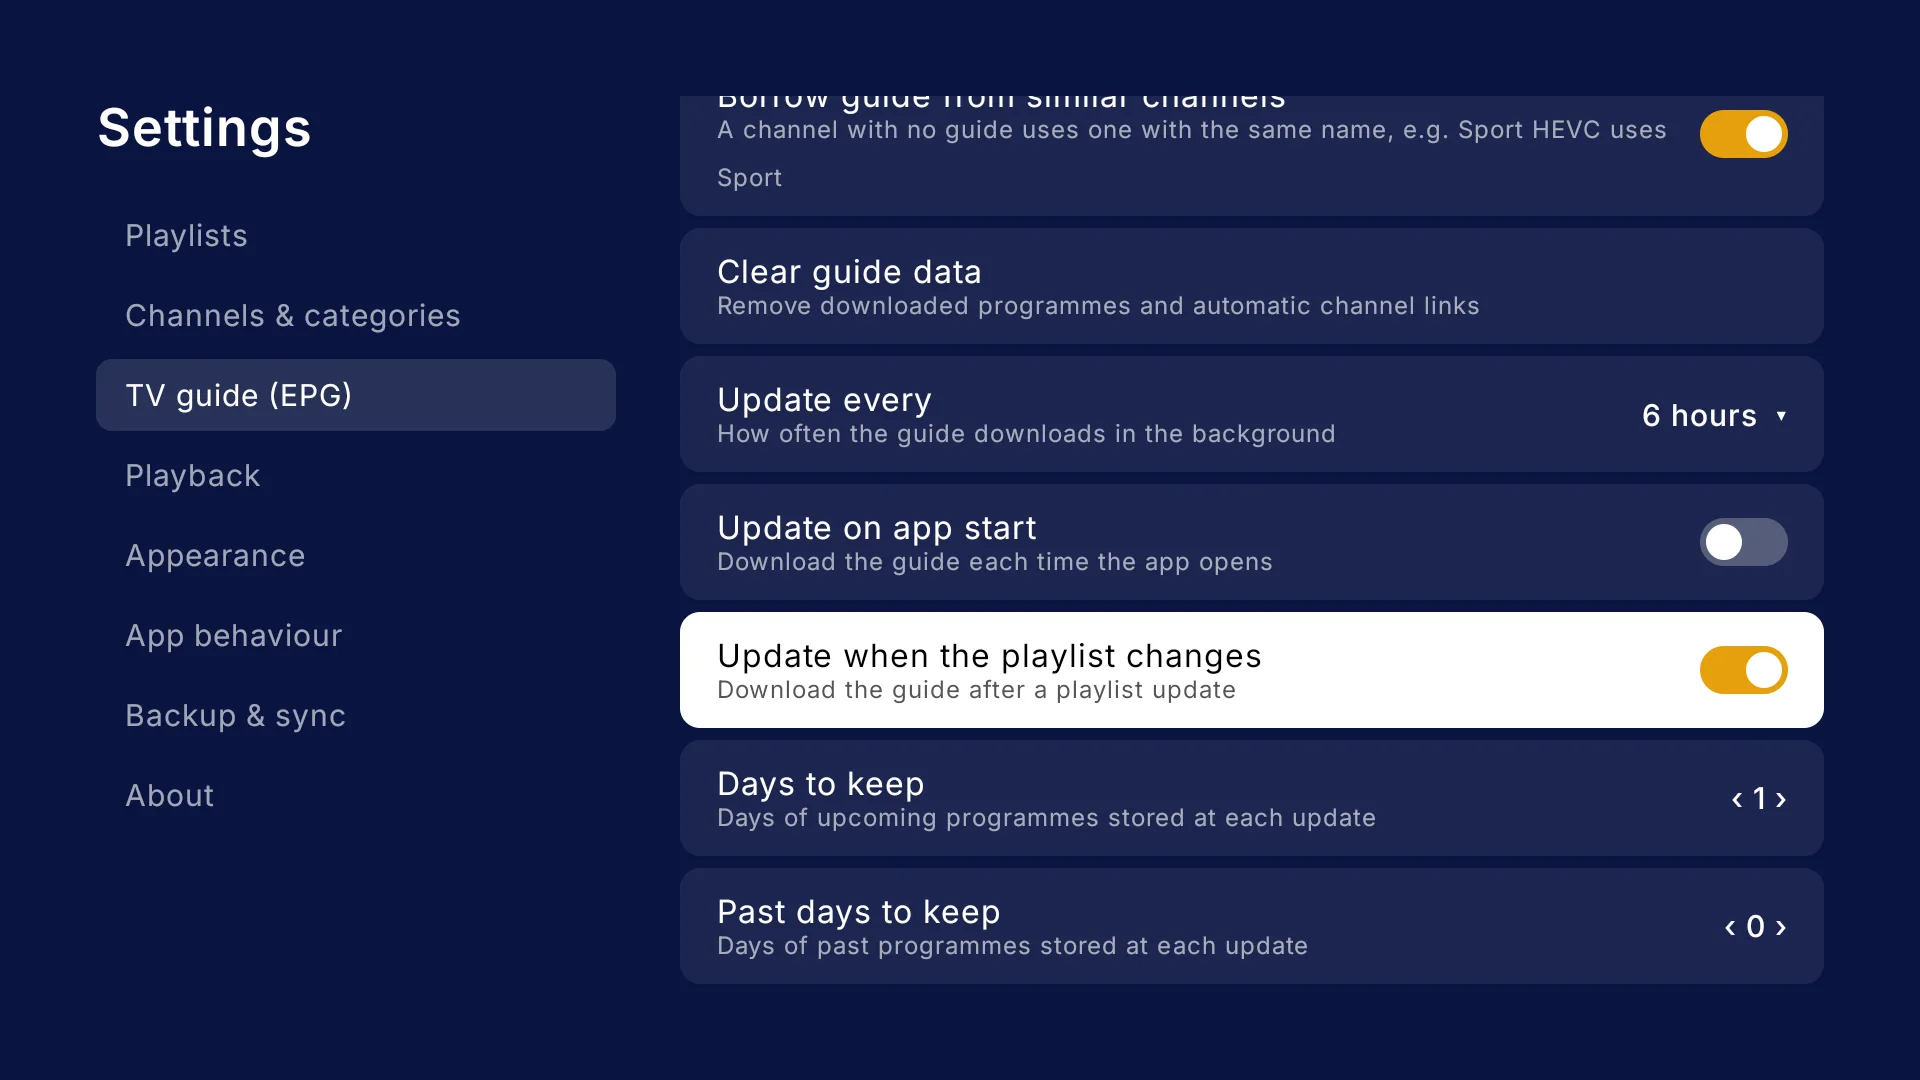 Settings
Playlists
Channels & categories
TV guide (EPG)
Playback
Appearance
App behaviour
Backup & sync
About
Borrow guide from similar channels
A channel with no guide uses one with the same name, e.g. Sport HEVC uses
Sport
Clear guide data
Remove downloaded programmes and automatic channel links
Update every
How often the guide downloads in the background
6 hours ▾
Update on app start
Download the guide each time the app opens
Update when the playlist changes
Download the guide after a playlist update
Days to keep
Days of upcoming programmes stored at each update
‹ 1 ›
Past days to keep
Days of past programmes stored at each update
‹ 0 ›